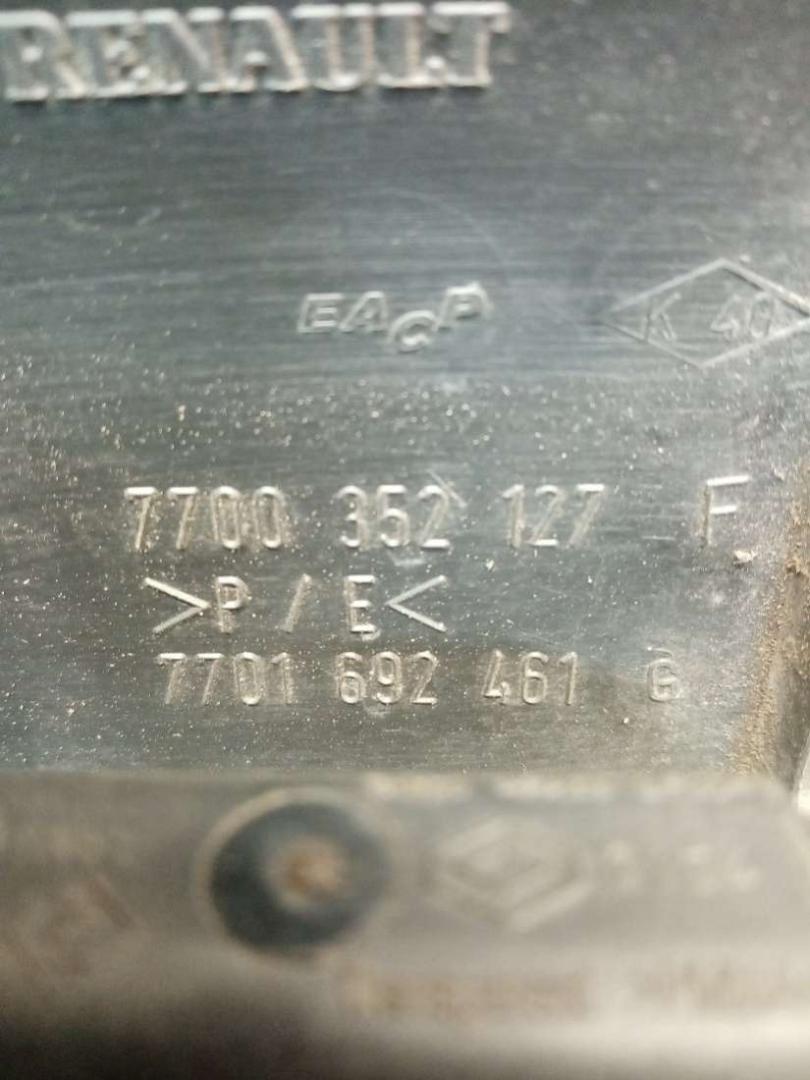 RENAULT
EACP
K 40
7700 352 127 F
>P / E<
7701 692 461 G